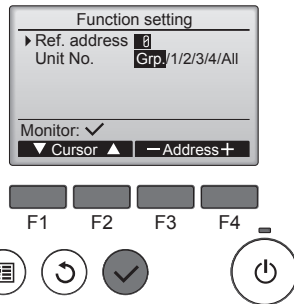 Function setting
Ref. address 0
Unit No. Grp./1/2/3/4/All
Monitor: ✓
▼ Cursor ▲ −Address+
F1 F2 F3 F4